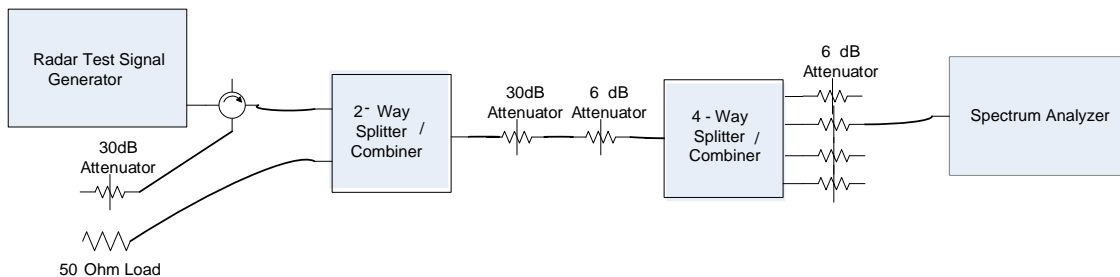 Radar Test Signal
Generator
30dB
Attenuator
50 Ohm Load
2- Way
Splitter /
Combiner
30dB
Attenuator
6 dB
Attenuator
4 - Way
Splitter /
Combiner
6 dB
Attenuator
Spectrum Analyzer